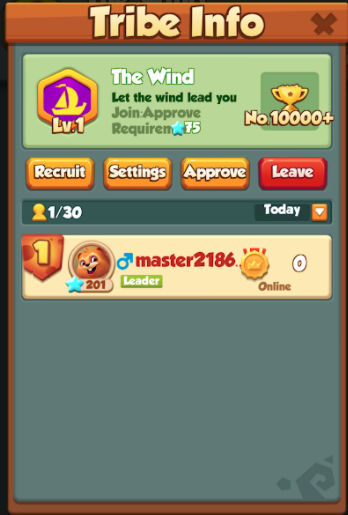 Tribe Info
The Wind
Let the wind lead you
Join:Approve
Requirem 75
Lv.1
No.10000+
Recruit Settings Approve Leave
1/30 Today
1 master2186.. 0
201 Leader Online